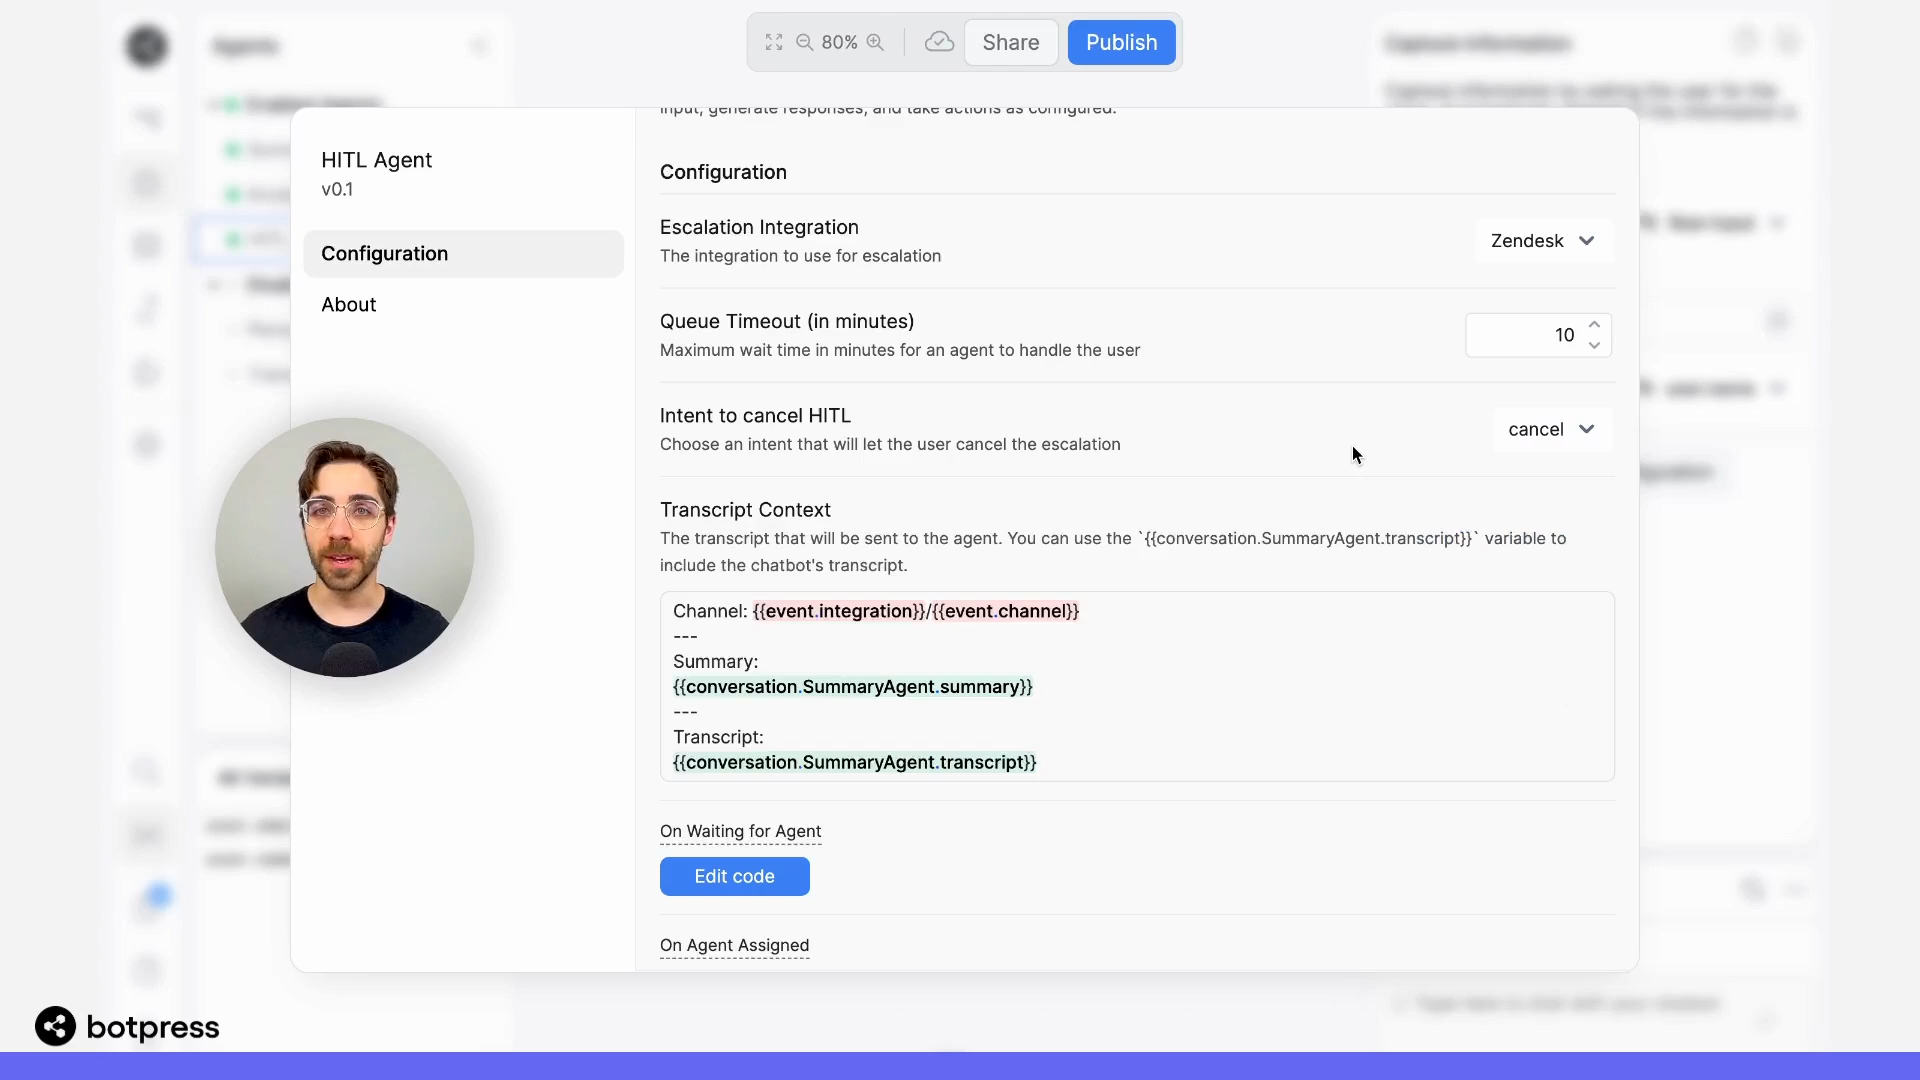 80%
Share
Publish
Agents
Capture Information
input, generate responses, and take actions as configured.
HITL Agent
v0.1
Configuration
About
Configuration
Escalation Integration
The integration to use for escalation
Zendesk
Queue Timeout (in minutes)
Maximum wait time in minutes for an agent to handle the user
10
Intent to cancel HITL
Choose an intent that will let the user cancel the escalation
cancel
Transcript Context
The transcript that will be sent to the agent. You can use the `{{conversation.SummaryAgent.transcript}}` variable to
include the chatbot's transcript.
Channel: {{event.integration}}/{{event.channel}}
---
Summary:
{{conversation.SummaryAgent.summary}}
---
Transcript:
{{conversation.SummaryAgent.transcript}}
On Waiting for Agent
Edit code
On Agent Assigned
botpress